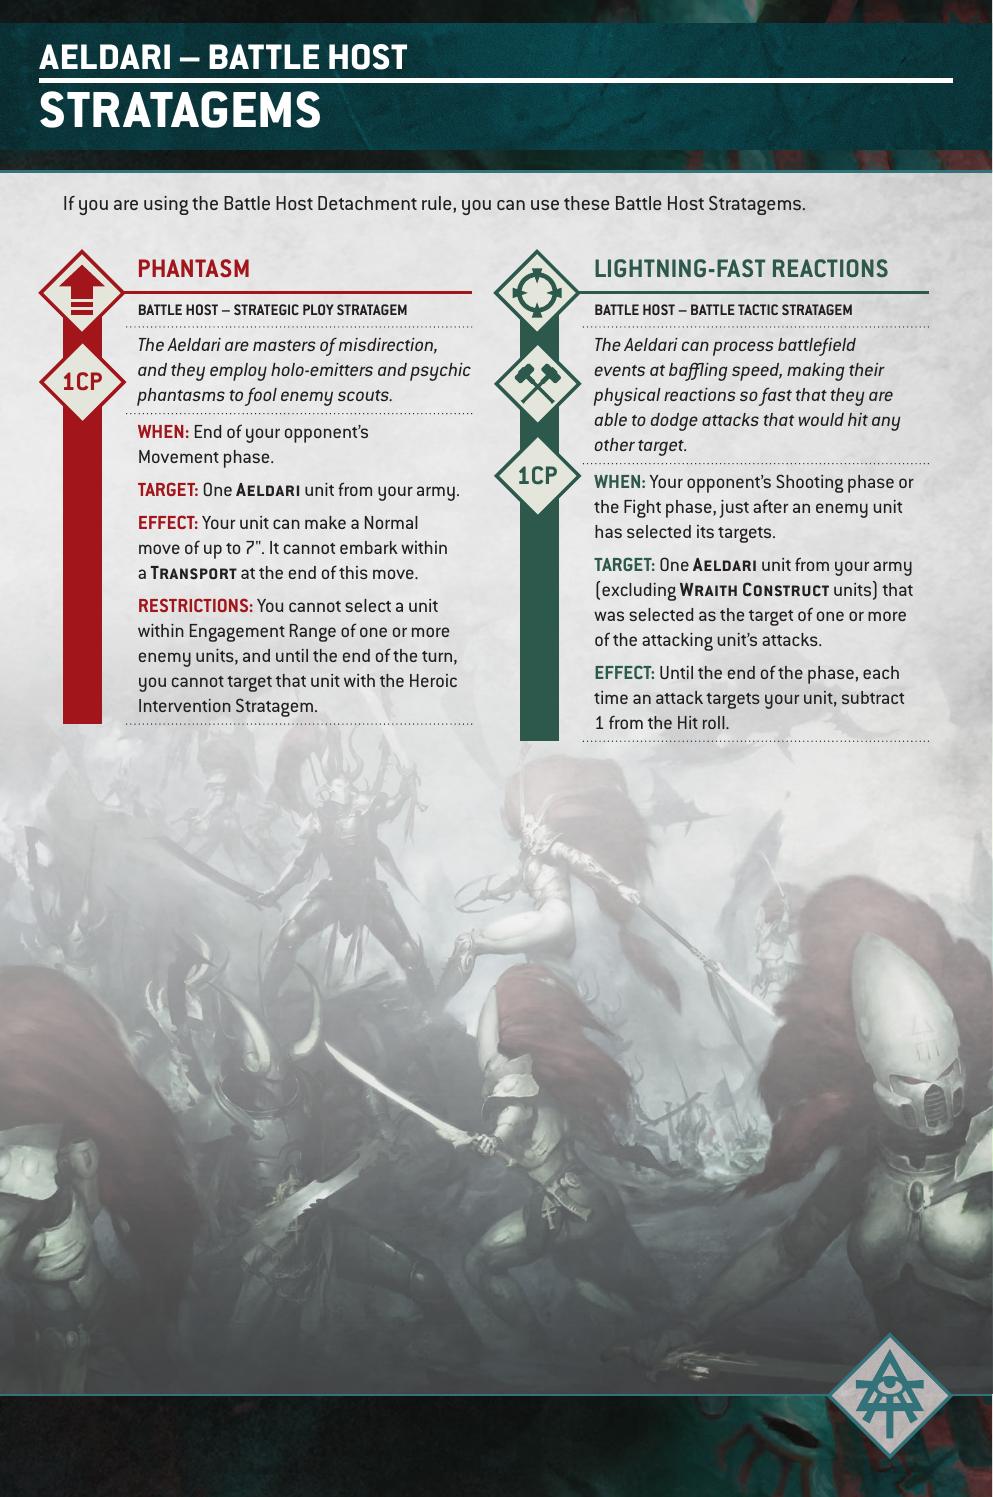 AELDARI – BATTLE HOST
STRATAGEMS
If you are using the Battle Host Detachment rule, you can use these Battle Host Stratagems.
PHANTASM
BATTLE HOST – STRATEGIC PLOY STRATAGEM
The Aeldari are masters of misdirection,
and they employ holo-emitters and psychic
phantasms to fool enemy scouts.
1CP
WHEN: End of your opponent's
Movement phase.
TARGET: One AELDARI unit from your army.
EFFECT: Your unit can make a Normal
move of up to 7". It cannot embark within
a TRANSPORT at the end of this move.
RESTRICTIONS: You cannot select a unit
within Engagement Range of one or more
enemy units, and until the end of the turn,
you cannot target that unit with the Heroic
Intervention Stratagem.
LIGHTNING-FAST REACTIONS
BATTLE HOST – BATTLE TACTIC STRATAGEM
The Aeldari can process battlefield
events at baffling speed, making their
physical reactions so fast that they are
able to dodge attacks that would hit any
other target.
1CP
WHEN: Your opponent's Shooting phase or
the Fight phase, just after an enemy unit
has selected its targets.
TARGET: One AELDARI unit from your army
(excluding WRAITH CONSTRUCT units) that
was selected as the target of one or more
of the attacking unit's attacks.
EFFECT: Until the end of the phase, each
time an attack targets your unit, subtract
1 from the Hit roll.